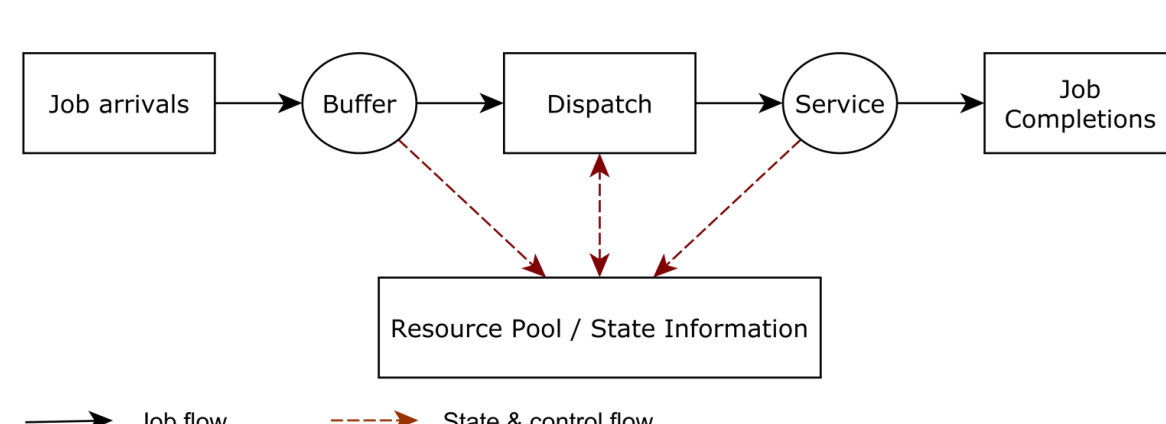 Job arrivals
Buffer
Dispatch
Service
Job
Completions
Resource Pool / State Information
Job flow
State & control flow